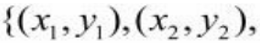 {(x₁, y₁),(x₂, y₂),